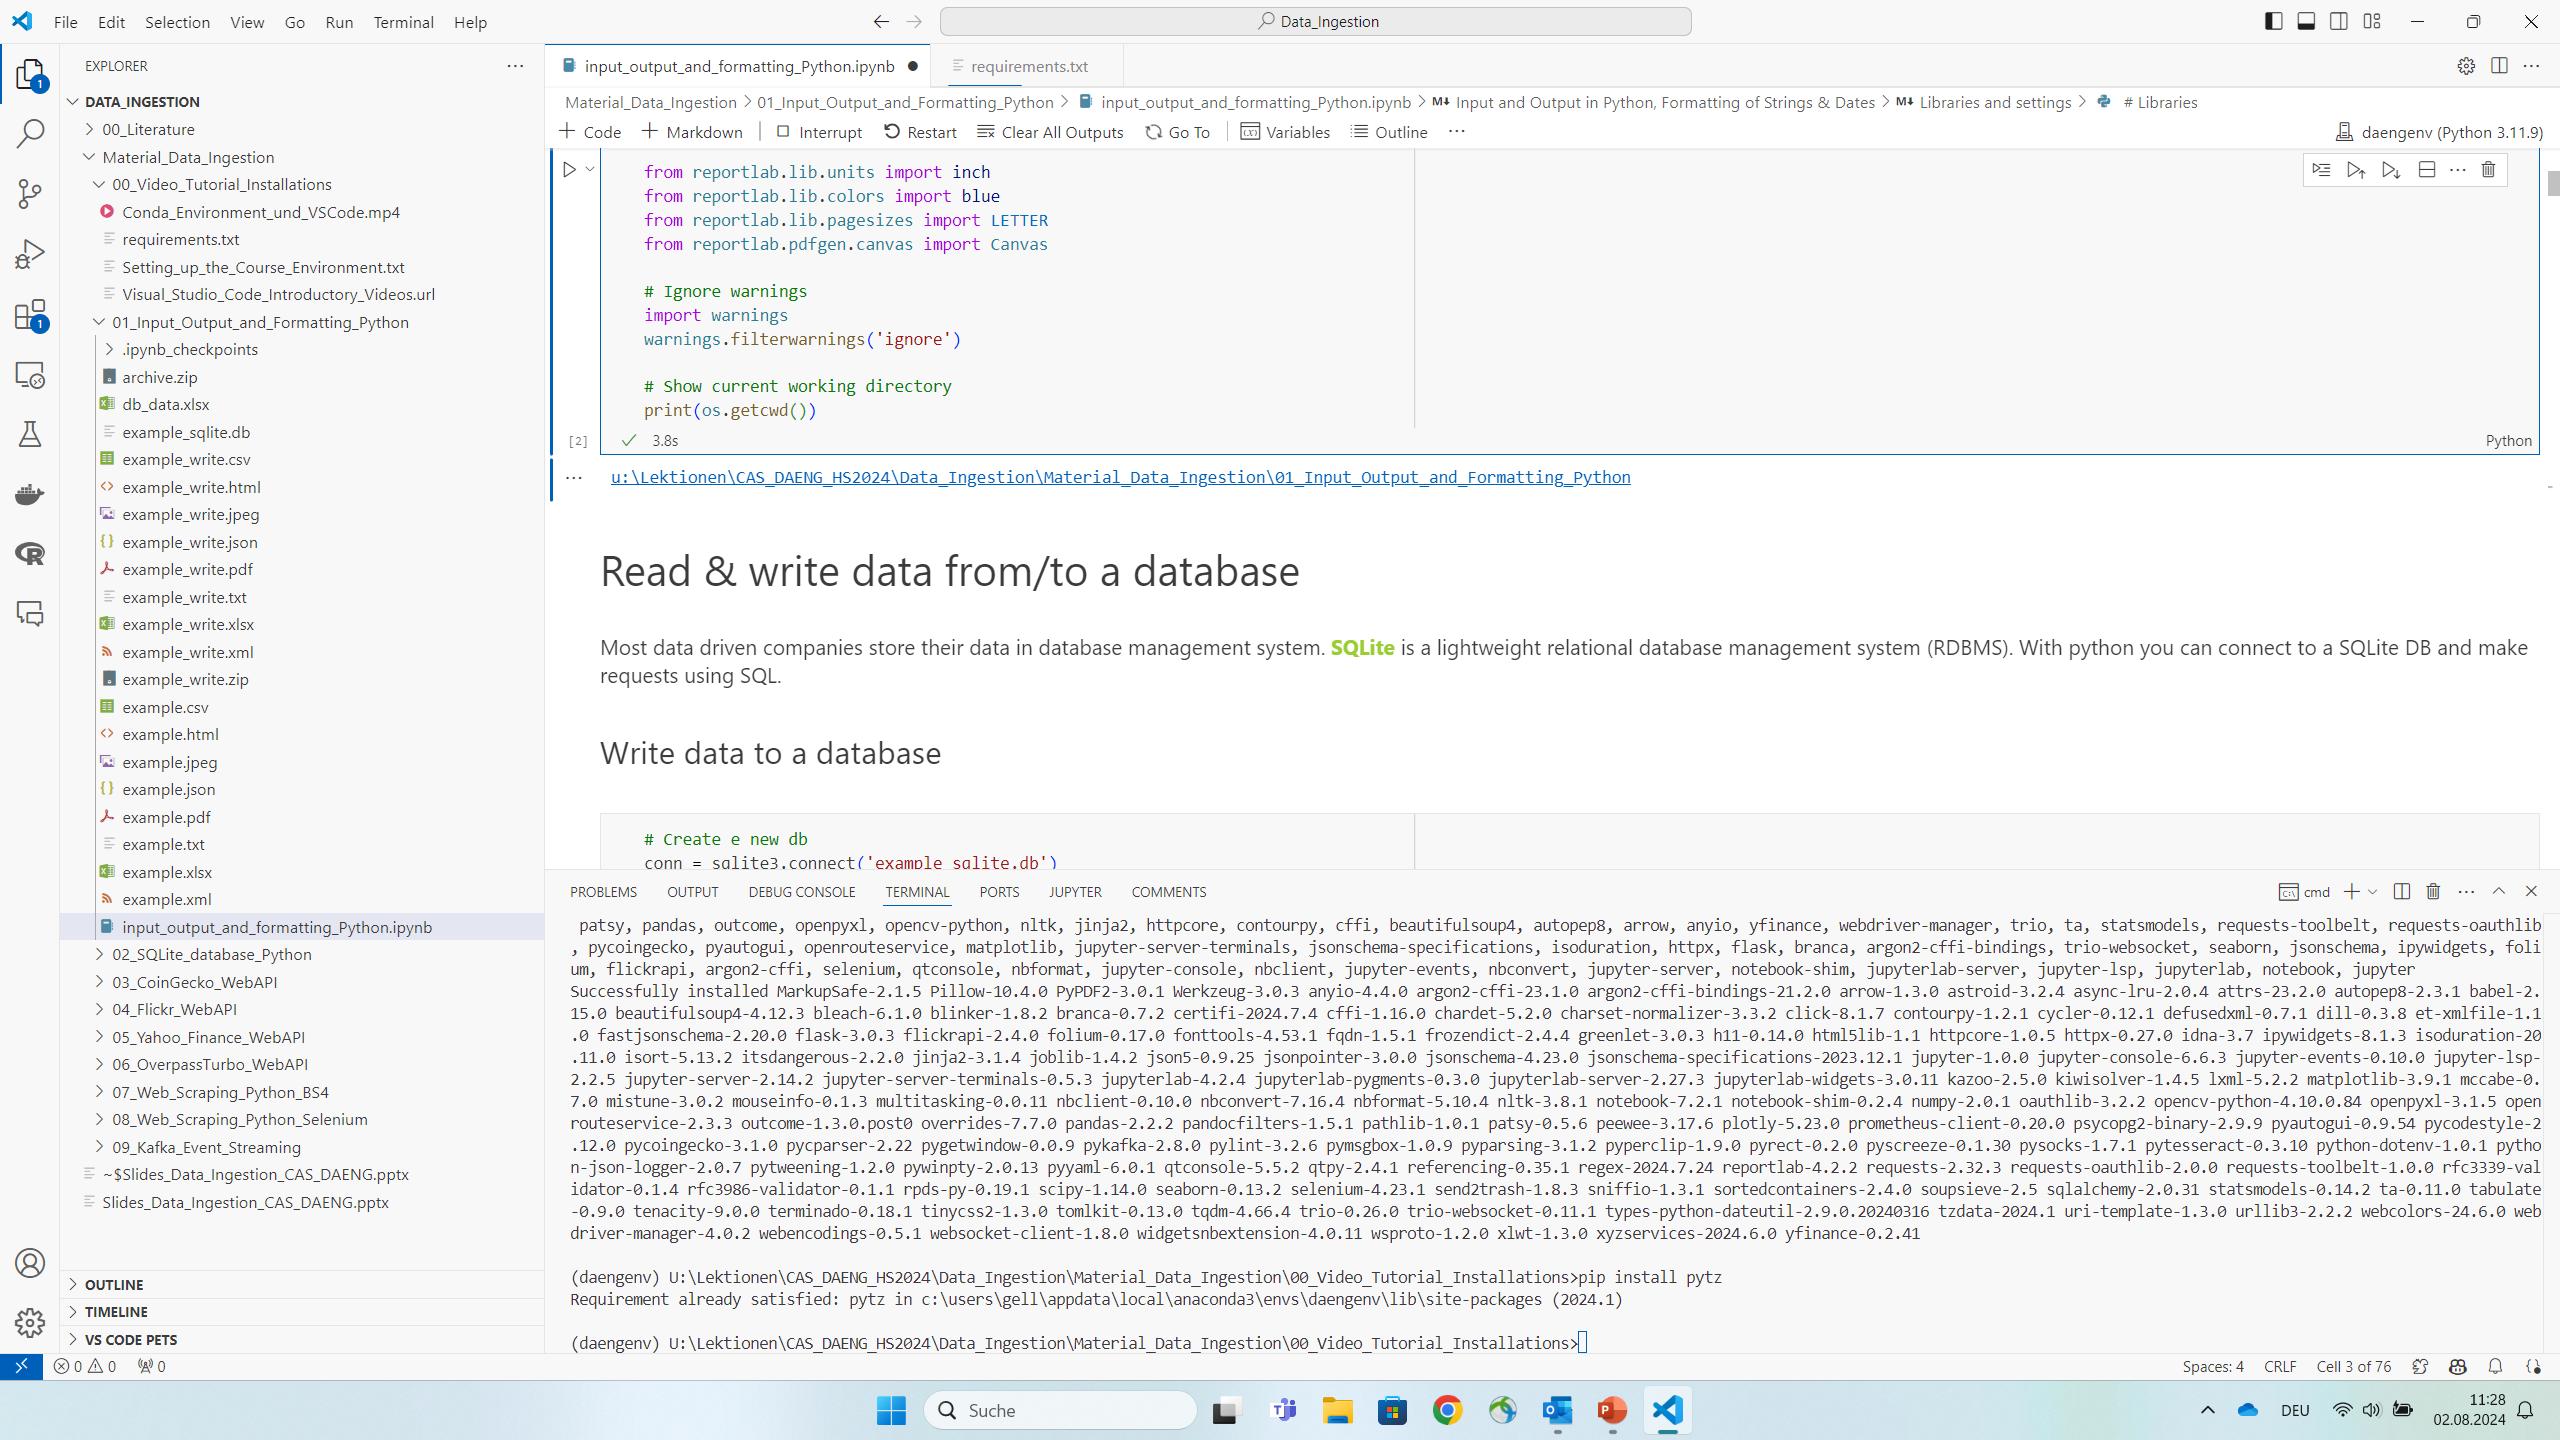 File Edit Selection View Go Run Terminal Help
Data_Ingestion
EXPLORER
DATA_INGESTION
00_Literature
Material_Data_Ingestion
00_Video_Tutorial_Installations
Conda_Environment_und_VSCode.mp4
requirements.txt
Setting_up_the_Course_Environment.txt
Visual_Studio_Code_Introductory_Videos.url
01_Input_Output_and_Formatting_Python
.ipynb_checkpoints
archive.zip
db_data.xlsx
example_sqlite.db
example_write.csv
example_write.html
example_write.jpeg
example_write.json
example_write.pdf
example_write.txt
example_write.xlsx
example_write.xml
example_write.zip
example.csv
example.html
example.jpeg
example.json
example.pdf
example.txt
example.xlsx
example.xml
input_output_and_formatting_Python.ipynb
02_SQLite_database_Python
03_CoinGecko_WebAPI
04_Flickr_WebAPI
05_Yahoo_Finance_WebAPI
06_OverpassTurbo_WebAPI
07_Web_Scraping_Python_BS4
08_Web_Scraping_Python_Selenium
09_Kafka_Event_Streaming
~$Slides_Data_Ingestion_CAS_DAENG.pptx
Slides_Data_Ingestion_CAS_DAENG.pptx
OUTLINE
TIMELINE
VS CODE PETS
1
1
input_output_and_formatting_Python.ipynb
requirements.txt
Material_Data_Ingestion > 01_Input_Output_and_Formatting_Python > input_output_and_formatting_Python.ipynb > M↓ Input and Output in Python, Formatting of Strings & Dates > M↓ Libraries and settings > # Libraries
+ Code + Markdown Interrupt Restart Clear All Outputs Go To Variables Outline ...
daengenv (Python 3.11.9)
from reportlab.lib.units import inch
from reportlab.lib.colors import blue
from reportlab.lib.pagesizes import LETTER
from reportlab.pdfgen.canvas import Canvas
# Ignore warnings
import warnings
warnings.filterwarnings('ignore')
# Show current working directory
print(os.getcwd())
[2] 3.8s
Python
u:\Lektionen\CAS_DAENG_HS2024\Data_Ingestion\Material_Data_Ingestion\01_Input_Output_and_Formatting_Python
Read & write data from/to a database
Most data driven companies store their data in database management system. SQLite is a lightweight relational database management system (RDBMS). With python you can connect to a SQLite DB and make
requests using SQL.
Write data to a database
# Create e new db
conn = sqlite3.connect('example_sqlite.db')
PROBLEMS OUTPUT DEBUG CONSOLE TERMINAL PORTS JUPYTER COMMENTS
cmd
patsy, pandas, outcome, openpyxl, opencv-python, nltk, jinja2, httpcore, contourpy, cffi, beautifulsoup4, autopep8, arrow, anyio, yfinance, webdriver-manager, trio, ta, statsmodels, requests-toolbelt, requests-oauthlib
, pycoingecko, pyautogui, openrouteservice, matplotlib, jupyter-server-terminals, jsonschema-specifications, isoduration, httpx, flask, branca, argon2-cffi-bindings, trio-websocket, seaborn, jsonschema, ipywidgets, foli
um, flickrapi, argon2-cffi, selenium, qtconsole, nbformat, jupyter-console, nbclient, jupyter-events, nbconvert, jupyter-server, notebook-shim, jupyterlab-server, jupyter-lsp, jupyterlab, notebook, jupyter
Successfully installed MarkupSafe-2.1.5 Pillow-10.4.0 PyPDF2-3.0.1 Werkzeug-3.0.3 anyio-4.4.0 argon2-cffi-23.1.0 argon2-cffi-bindings-21.2.0 arrow-1.3.0 astroid-3.2.4 async-lru-2.0.4 attrs-23.2.0 autopep8-2.3.1 babel-2.
15.0 beautifulsoup4-4.12.3 bleach-6.1.0 blinker-1.8.2 branca-0.7.2 certifi-2024.7.4 cffi-1.16.0 chardet-5.2.0 charset-normalizer-3.3.2 click-8.1.7 contourpy-1.2.1 cycler-0.12.1 defusedxml-0.7.1 dill-0.3.8 et-xmlfile-1.1
.0 fastjsonschema-2.20.0 flask-3.0.3 flickrapi-2.4.0 folium-0.17.0 fonttools-4.53.1 fqdn-1.5.1 frozendict-2.4.4 greenlet-3.0.3 h11-0.14.0 html5lib-1.1 httpcore-1.0.5 httpx-0.27.0 idna-3.7 ipywidgets-8.1.3 isoduration-20
.11.0 isort-5.13.2 itsdangerous-2.2.0 jinja2-3.1.4 joblib-1.4.2 json5-0.9.25 jsonpointer-3.0.0 jsonschema-4.23.0 jsonschema-specifications-2023.12.1 jupyter-1.0.0 jupyter-console-6.6.3 jupyter-events-0.10.0 jupyter-lsp-
2.2.5 jupyter-server-2.14.2 jupyter-server-terminals-0.5.3 jupyterlab-4.2.4 jupyterlab-pygments-0.3.0 jupyterlab-server-2.27.3 jupyterlab-widgets-3.0.11 kazoo-2.5.0 kiwisolver-1.4.5 lxml-5.2.2 matplotlib-3.9.1 mccabe-0.
7.0 mistune-3.0.2 mouseinfo-0.1.3 multitasking-0.0.11 nbclient-0.10.0 nbconvert-7.16.4 nbformat-5.10.4 nltk-3.8.1 notebook-7.2.1 notebook-shim-0.2.4 numpy-2.0.1 oauthlib-3.2.2 opencv-python-4.10.0.84 openpyxl-3.1.5 open
routeservice-2.3.3 outcome-1.3.0.post0 overrides-7.7.0 pandas-2.2.2 pandocfilters-1.5.1 pathlib-1.0.1 patsy-0.5.6 peewee-3.17.6 plotly-5.23.0 prometheus-client-0.20.0 psycopg2-binary-2.9.9 pyautogui-0.9.54 pycodestyle-2
.12.0 pycoingecko-3.1.0 pycparser-2.22 pygetwindow-0.0.9 pykafka-2.8.0 pylint-3.2.6 pymsgbox-1.0.9 pyparsing-3.1.2 pyperclip-1.9.0 pyrect-0.2.0 pyscreeze-0.1.30 pysocks-1.7.1 pytesseract-0.3.10 python-dotenv-1.0.1 pytho
n-json-logger-2.0.7 pytweening-1.2.0 pywinpty-2.0.13 pyyaml-6.0.1 qtconsole-5.5.2 qtpy-2.4.1 referencing-0.35.1 regex-2024.7.24 reportlab-4.2.2 requests-2.32.3 requests-oauthlib-2.0.0 requests-toolbelt-1.0.0 rfc3339-val
idator-0.1.4 rfc3986-validator-0.1.1 rpds-py-0.19.1 scipy-1.14.0 seaborn-0.13.2 selenium-4.23.1 send2trash-1.8.3 sniffio-1.3.1 sortedcontainers-2.4.0 soupsieve-2.5 sqlalchemy-2.0.31 statsmodels-0.14.2 ta-0.11.0 tabulate
-0.9.0 tenacity-9.0.0 terminado-0.18.1 tinycss2-1.3.0 tomlkit-0.13.0 tqdm-4.66.4 trio-0.26.0 trio-websocket-0.11.1 types-python-dateutil-2.9.0.20240316 tzdata-2024.1 uri-template-1.3.0 urllib3-2.2.2 webcolors-24.6.0 web
driver-manager-4.0.2 webencodings-0.5.1 websocket-client-1.8.0 widgetsnbextension-4.0.11 wsproto-1.2.0 xlwt-1.3.0 xyzservices-2024.6.0 yfinance-0.2.41
(daengenv) U:\Lektionen\CAS_DAENG_HS2024\Data_Ingestion\Material_Data_Ingestion\00_Video_Tutorial_Installations>pip install pytz
Requirement already satisfied: pytz in c:\users\gell\appdata\local\anaconda3\envs\daengenv\lib\site-packages (2024.1)
(daengenv) U:\Lektionen\CAS_DAENG_HS2024\Data_Ingestion\Material_Data_Ingestion\00_Video_Tutorial_Installations>
0 0 0
Spaces: 4 CRLF Cell 3 of 76
Suche
DEU
11:28
02.08.2024